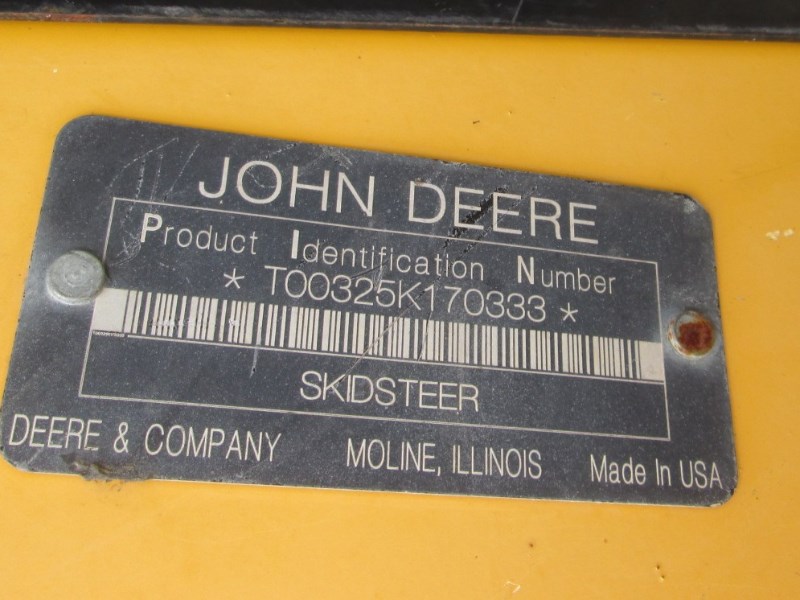 JOHN DEERE
Product Identification Number
* T00325K170333 *
SKIDSTEER
DEERE & COMPANY MOLINE, ILLINOIS Made In USA